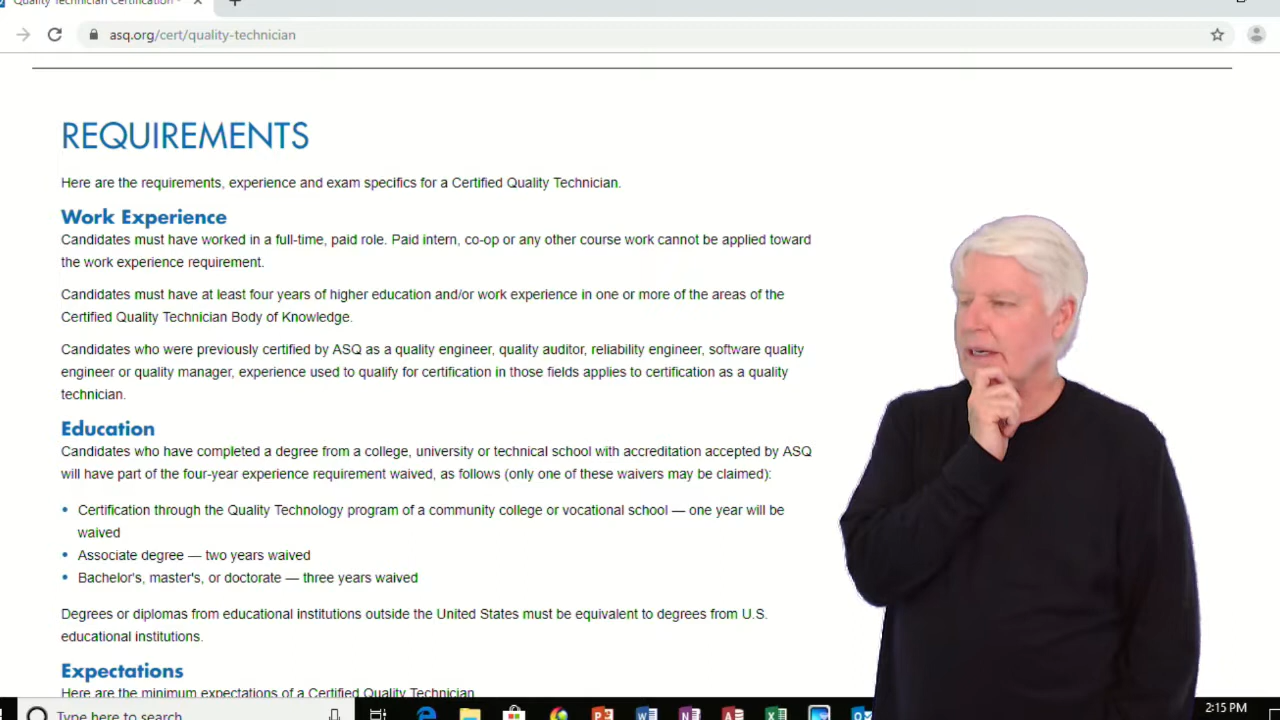 Quality Technician Certification -
asq.org/cert/quality-technician
REQUIREMENTS
Here are the requirements, experience and exam specifics for a Certified Quality Technician.
Work Experience
Candidates must have worked in a full-time, paid role. Paid intern, co-op or any other course work cannot be applied toward
the work experience requirement.
Candidates must have at least four years of higher education and/or work experience in one or more of the areas of the
Certified Quality Technician Body of Knowledge.
Candidates who were previously certified by ASQ as a quality engineer, quality auditor, reliability engineer, software quality
engineer or quality manager, experience used to qualify for certification in those fields applies to certification as a quality
technician.
Education
Candidates who have completed a degree from a college, university or technical school with accreditation accepted by ASQ
will have part of the four-year experience requirement waived, as follows (only one of these waivers may be claimed):
• Certification through the Quality Technology program of a community college or vocational school — one year will be
waived
• Associate degree — two years waived
• Bachelor's, master's, or doctorate — three years waived
Degrees or diplomas from educational institutions outside the United States must be equivalent to degrees from U.S.
educational institutions.
Expectations
Here are the minimum expectations of a Certified Quality Technician
Type here to search
2:15 PM